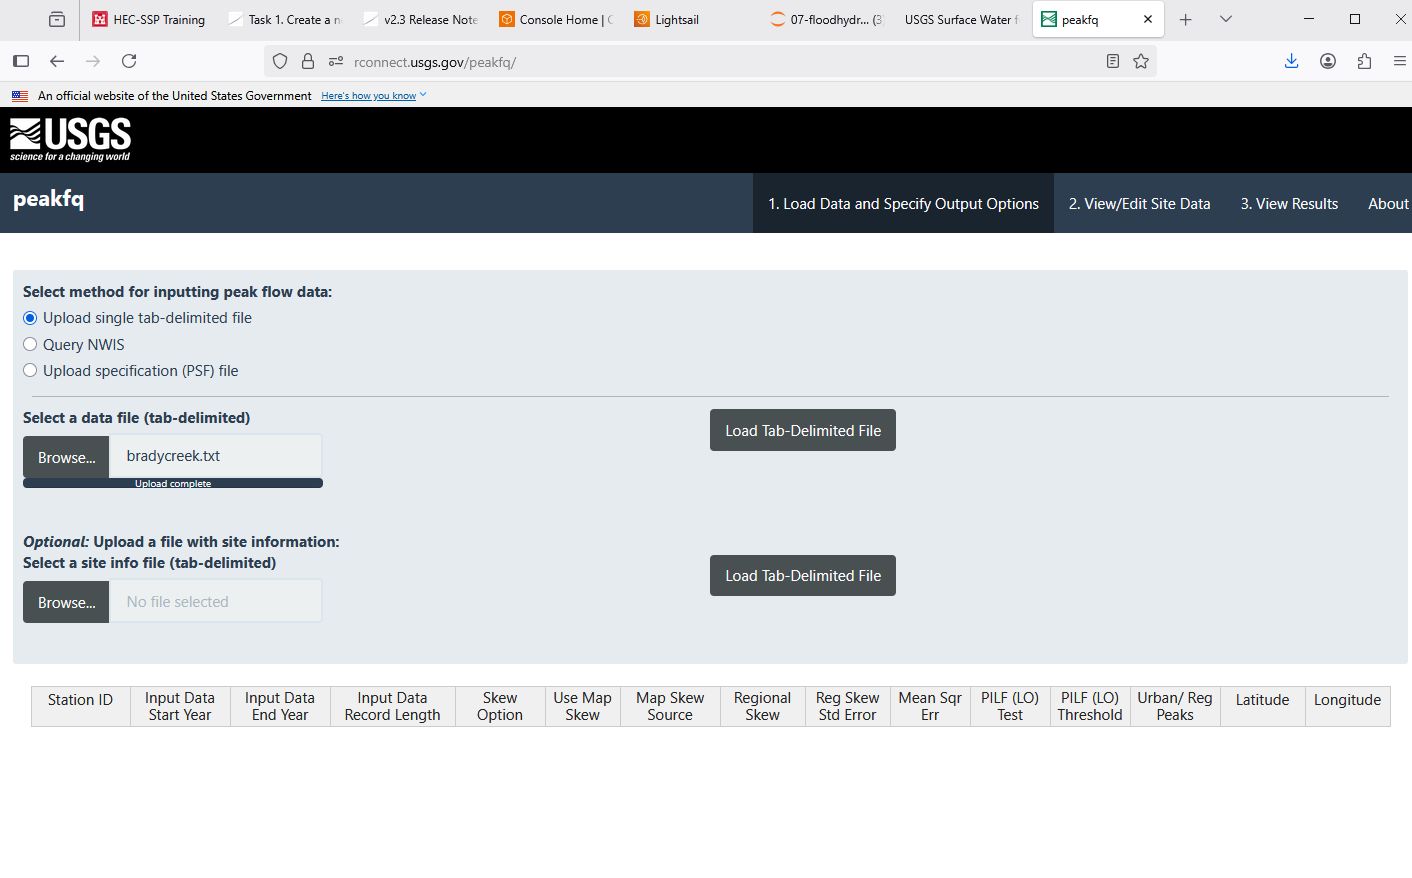 HEC-SSP Training
Task 1. Create a n
v2.3 Release Note
Console Home |
Lightsail
07-floodhydr... (3
USGS Surface Water f
peakfq
rconnect.usgs.gov/peakfq/
An official website of the United States Government Here's how you know
USGS
science for a changing world
peakfq
1. Load Data and Specify Output Options
2. View/Edit Site Data
3. View Results
About
Select method for inputting peak flow data:
Upload single tab-delimited file
Query NWIS
Upload specification (PSF) file
Select a data file (tab-delimited)
Load Tab-Delimited File
Browse... bradycreek.txt
Upload complete
Optional: Upload a file with site information:
Select a site info file (tab-delimited)
Load Tab-Delimited File
Browse... No file selected
Station ID
Input Data
Start Year
Input Data
End Year
Input Data
Record Length
Skew
Option
Use Map
Skew
Map Skew
Source
Regional
Skew
Reg Skew
Std Error
Mean Sqr
Err
PILF (LO)
Test
PILF (LO)
Threshold
Urban/ Reg
Peaks
Latitude
Longitude